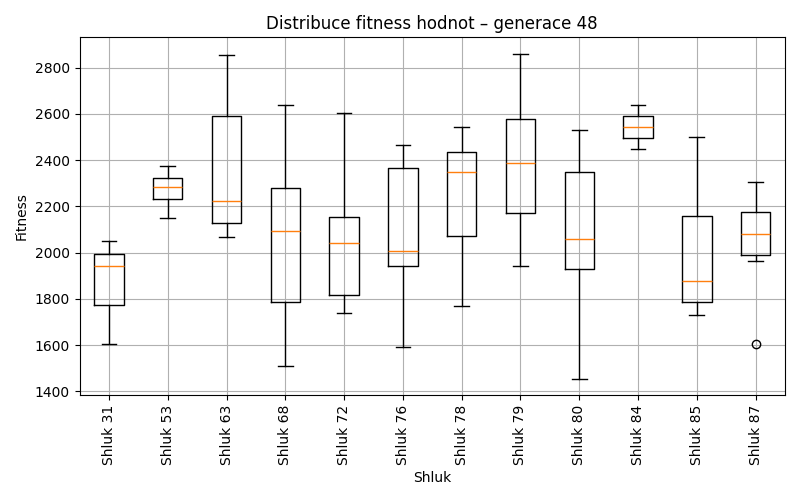 Distribuce fitness hodnot – generace 48
Fitness
2800
2600
2400
2200
2000
1800
1600
1400
Shluk 31
Shluk 53
Shluk 63
Shluk 68
Shluk 72
Shluk 76
Shluk 78
Shluk 79
Shluk 80
Shluk 84
Shluk 85
Shluk 87
Shluk